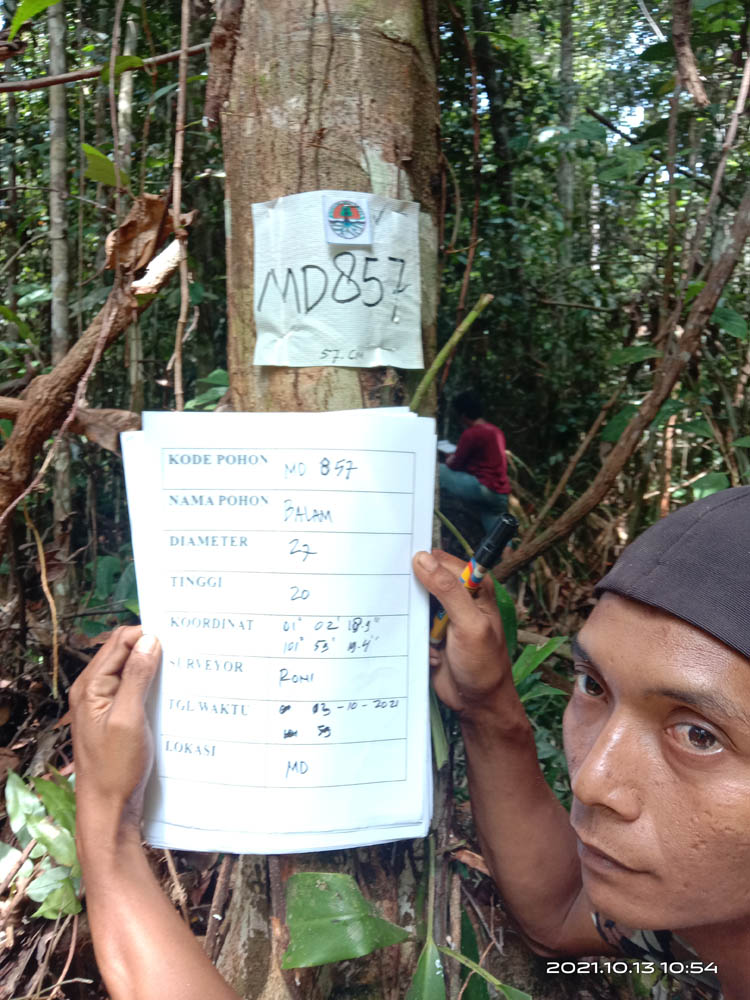 MD857
57. CM
KODE POHON MD 857
NAMA POHON BALAM
DIAMETER 27
TINGGI 20
KOORDINAT 01° 02' 18.9"
101° 53' 19.4"
SURVEYOR RONI
TGL WAKTU 03-10-2021
59
LOKASI MD
2021.10.13 10:54